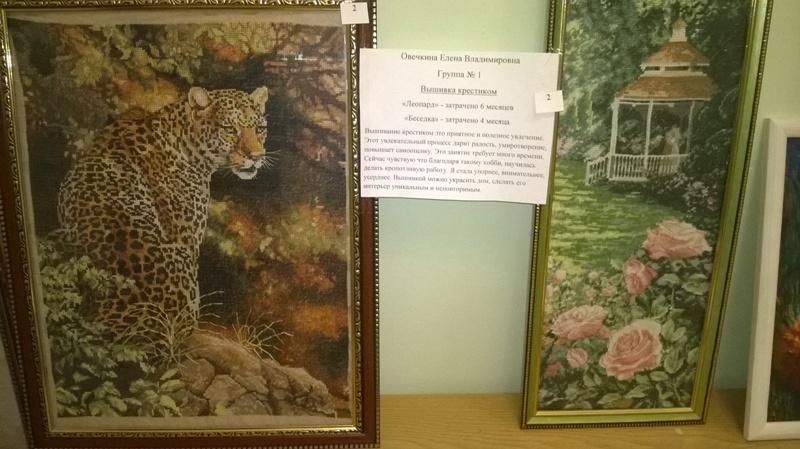 2
Овечкина Елена Владимировна
Группа № 1
Вышивка крестиком
«Леопард» - затрачено 6 месяцев
«Беседка» - затрачено 4 месяца
Вышивание крестиком это приятное и полезное увлечение.
Этот увлекательный процесс дарит радость, умиротворение,
повышает самооценку. Это занятие требует много времени.
Сейчас чувствую что благодаря такому хобби, научилась
делать кропотливую работу. Я стала упорнее, внимательнее,
усерднее. Вышивкой можно украсить дом, сделать его
интерьер уникальным и неповторимым.
2